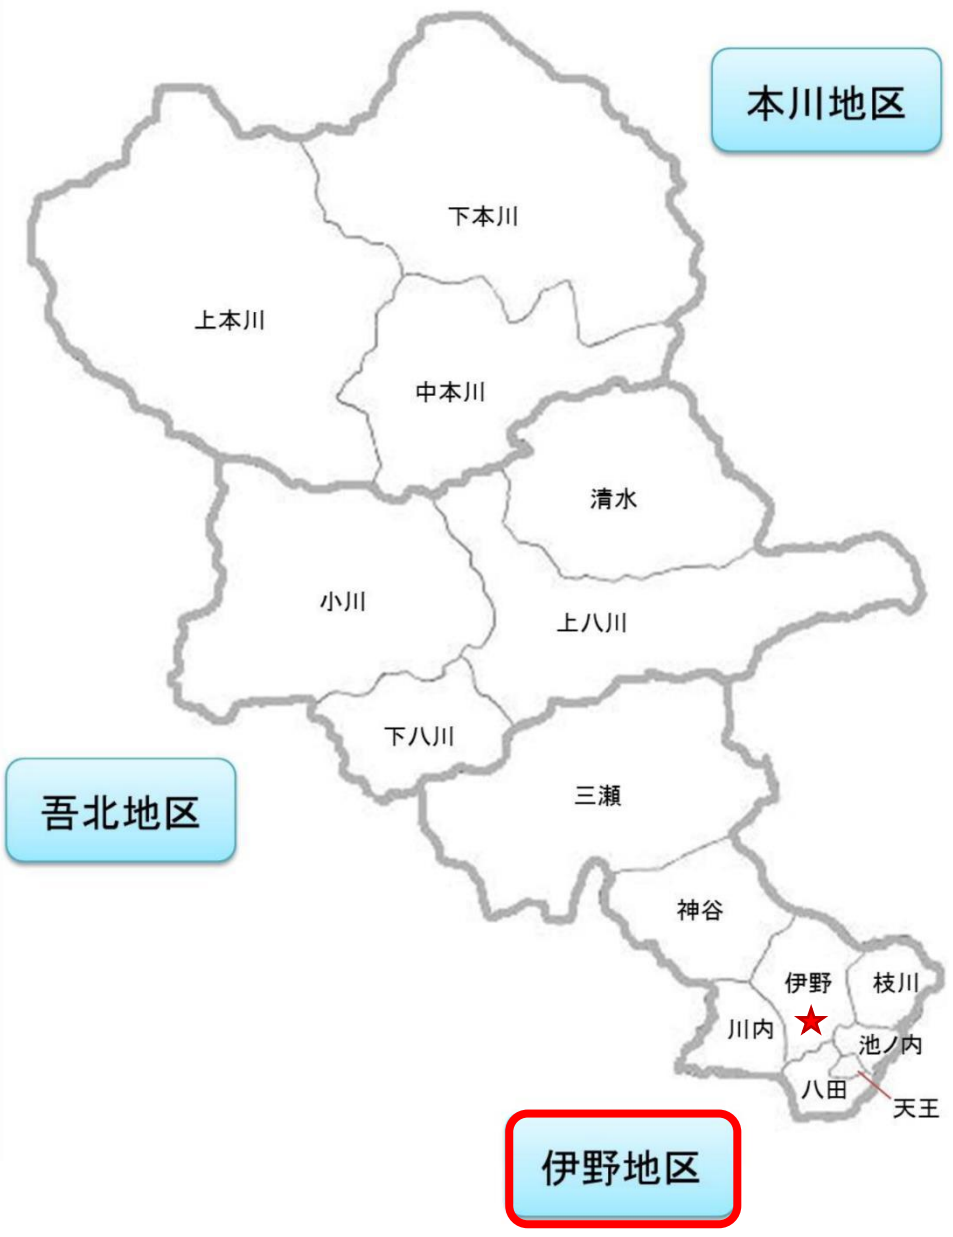 本川地区
下本川
上本川
中本川
清水
小川
上八川
下八川
吾北地区
三瀬
神谷
伊野
枝川
川内
池ノ内
八田
天王
伊野地区